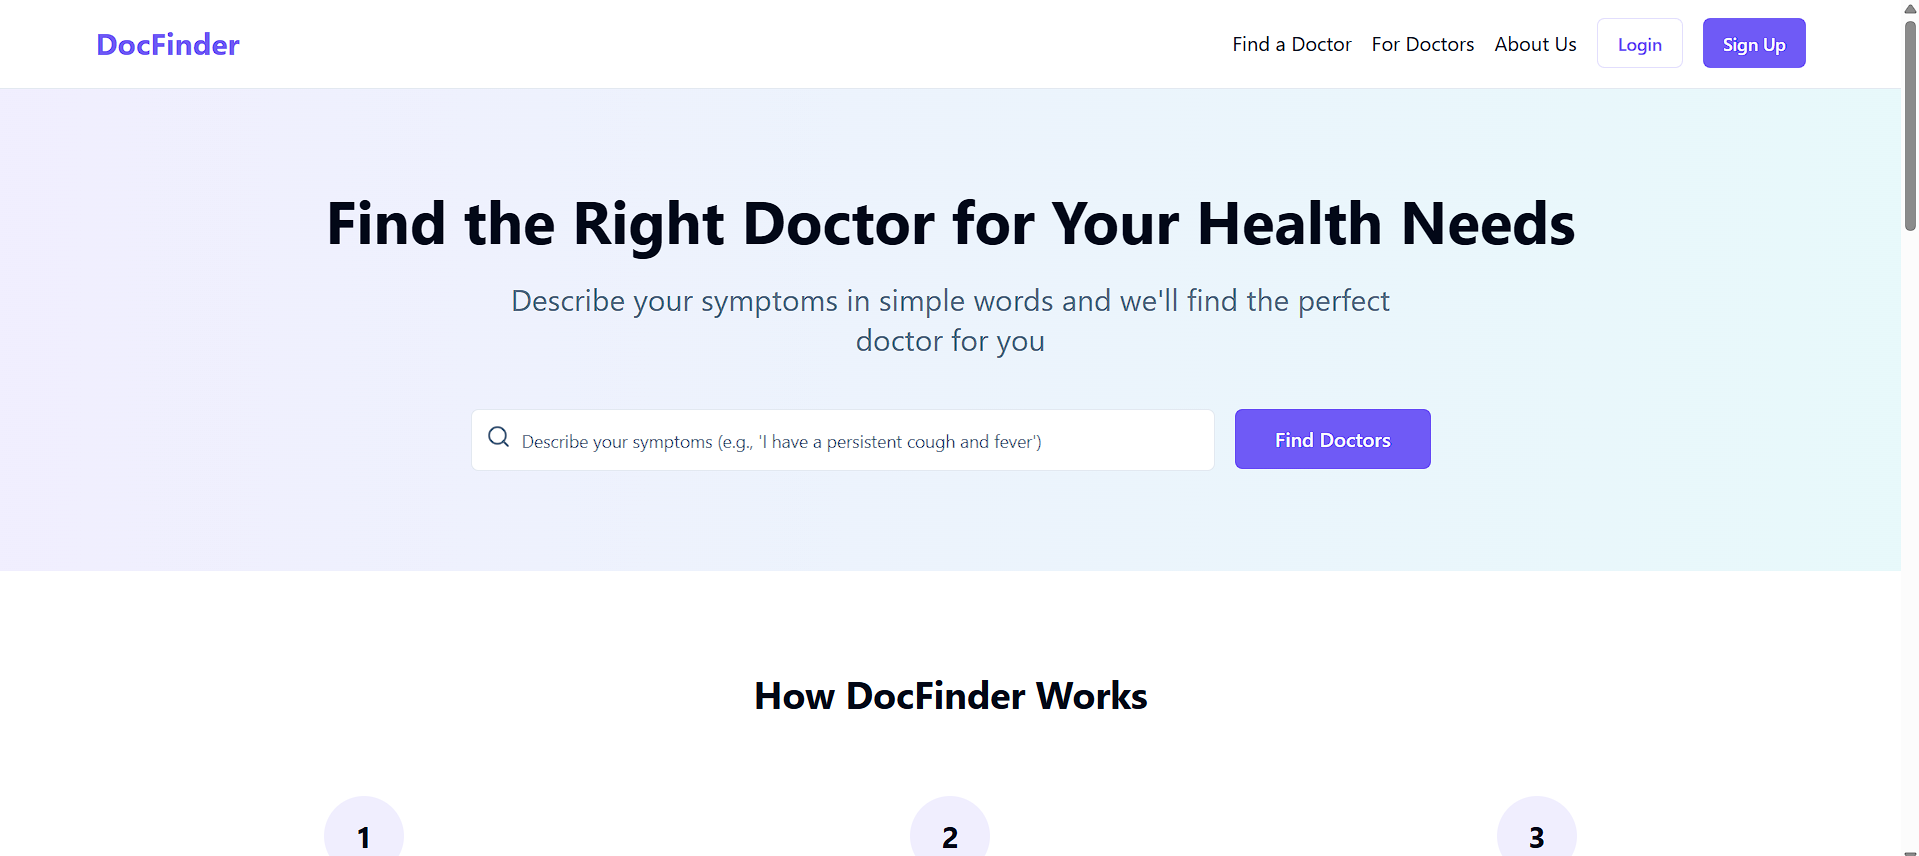 DocFinder
Find a Doctor
For Doctors
About Us
Login
Sign Up
Find the Right Doctor for Your Health Needs
Describe your symptoms in simple words and we'll find the perfect
doctor for you
Describe your symptoms (e.g., 'I have a persistent cough and fever')
Find Doctors
How DocFinder Works
1
2
3